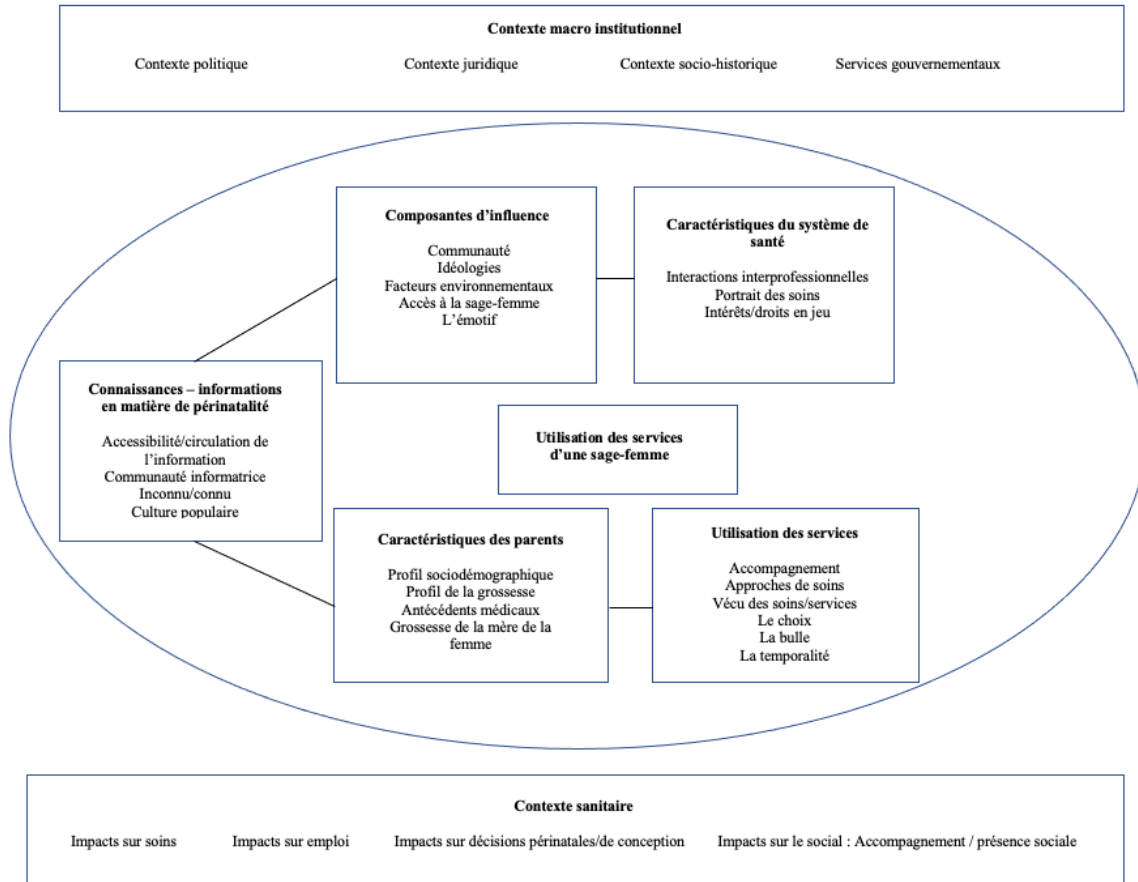 Contexte macro institutionnel
Contexte politique Contexte juridique Contexte socio-historique Services gouvernementaux
Composantes d'influence
Communauté
Idéologies
Facteurs environnementaux
Accès à la sage-femme
L'émotif
Caractéristiques du système de
santé
Interactions interprofessionnelles
Portrait des soins
Intérêts/droits en jeu
Connaissances – informations
en matière de périnatalité
Accessibilité/circulation de
l'information
Communauté informatrice
Inconnu/connu
Culture populaire
Utilisation des services
d'une sage-femme
Caractéristiques des parents
Profil sociodémographique
Profil de la grossesse
Antécédents médicaux
Grossesse de la mère de la
femme
Utilisation des services
Accompagnement
Approches de soins
Vécu des soins/services
Le choix
La bulle
La temporalité
Contexte sanitaire
Impacts sur soins Impacts sur emploi Impacts sur décisions périnatales/de conception Impacts sur le social : Accompagnement / présence sociale